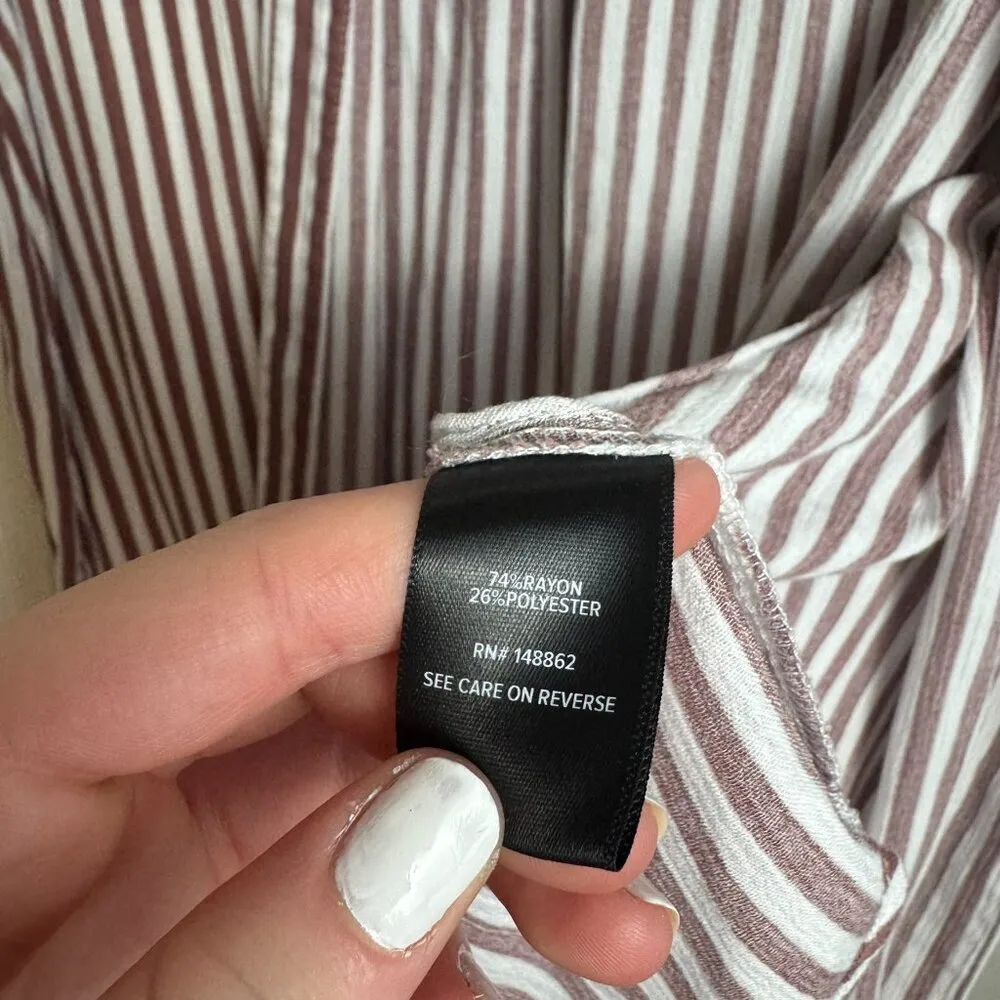 74%RAYON
26%POLYESTER
RN# 148862
SEE CARE ON REVERSE